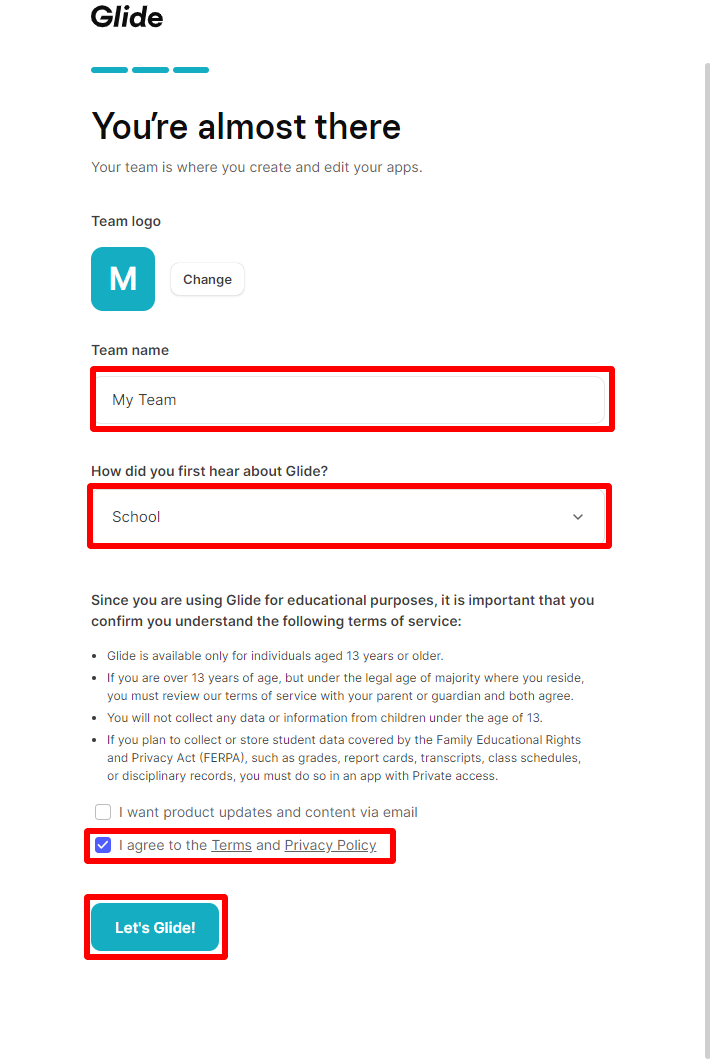 Glide
You're almost there
Your team is where you create and edit your apps.
Team logo
M
Change
Team name
My Team
How did you first hear about Glide?
School
Since you are using Glide for educational purposes, it is important that you
confirm you understand the following terms of service:
• Glide is available only for individuals aged 13 years or older.
• If you are over 13 years of age, but under the legal age of majority where you reside,
you must review our terms of service with your parent or guardian and both agree.
• You will not collect any data or information from children under the age of 13.
• If you plan to collect or store student data covered by the Family Educational Rights
and Privacy Act (FERPA), such as grades, report cards, transcripts, class schedules,
or disciplinary records, you must do so in an app with Private access.
I want product updates and content via email
I agree to the Terms and Privacy Policy
Let's Glide!